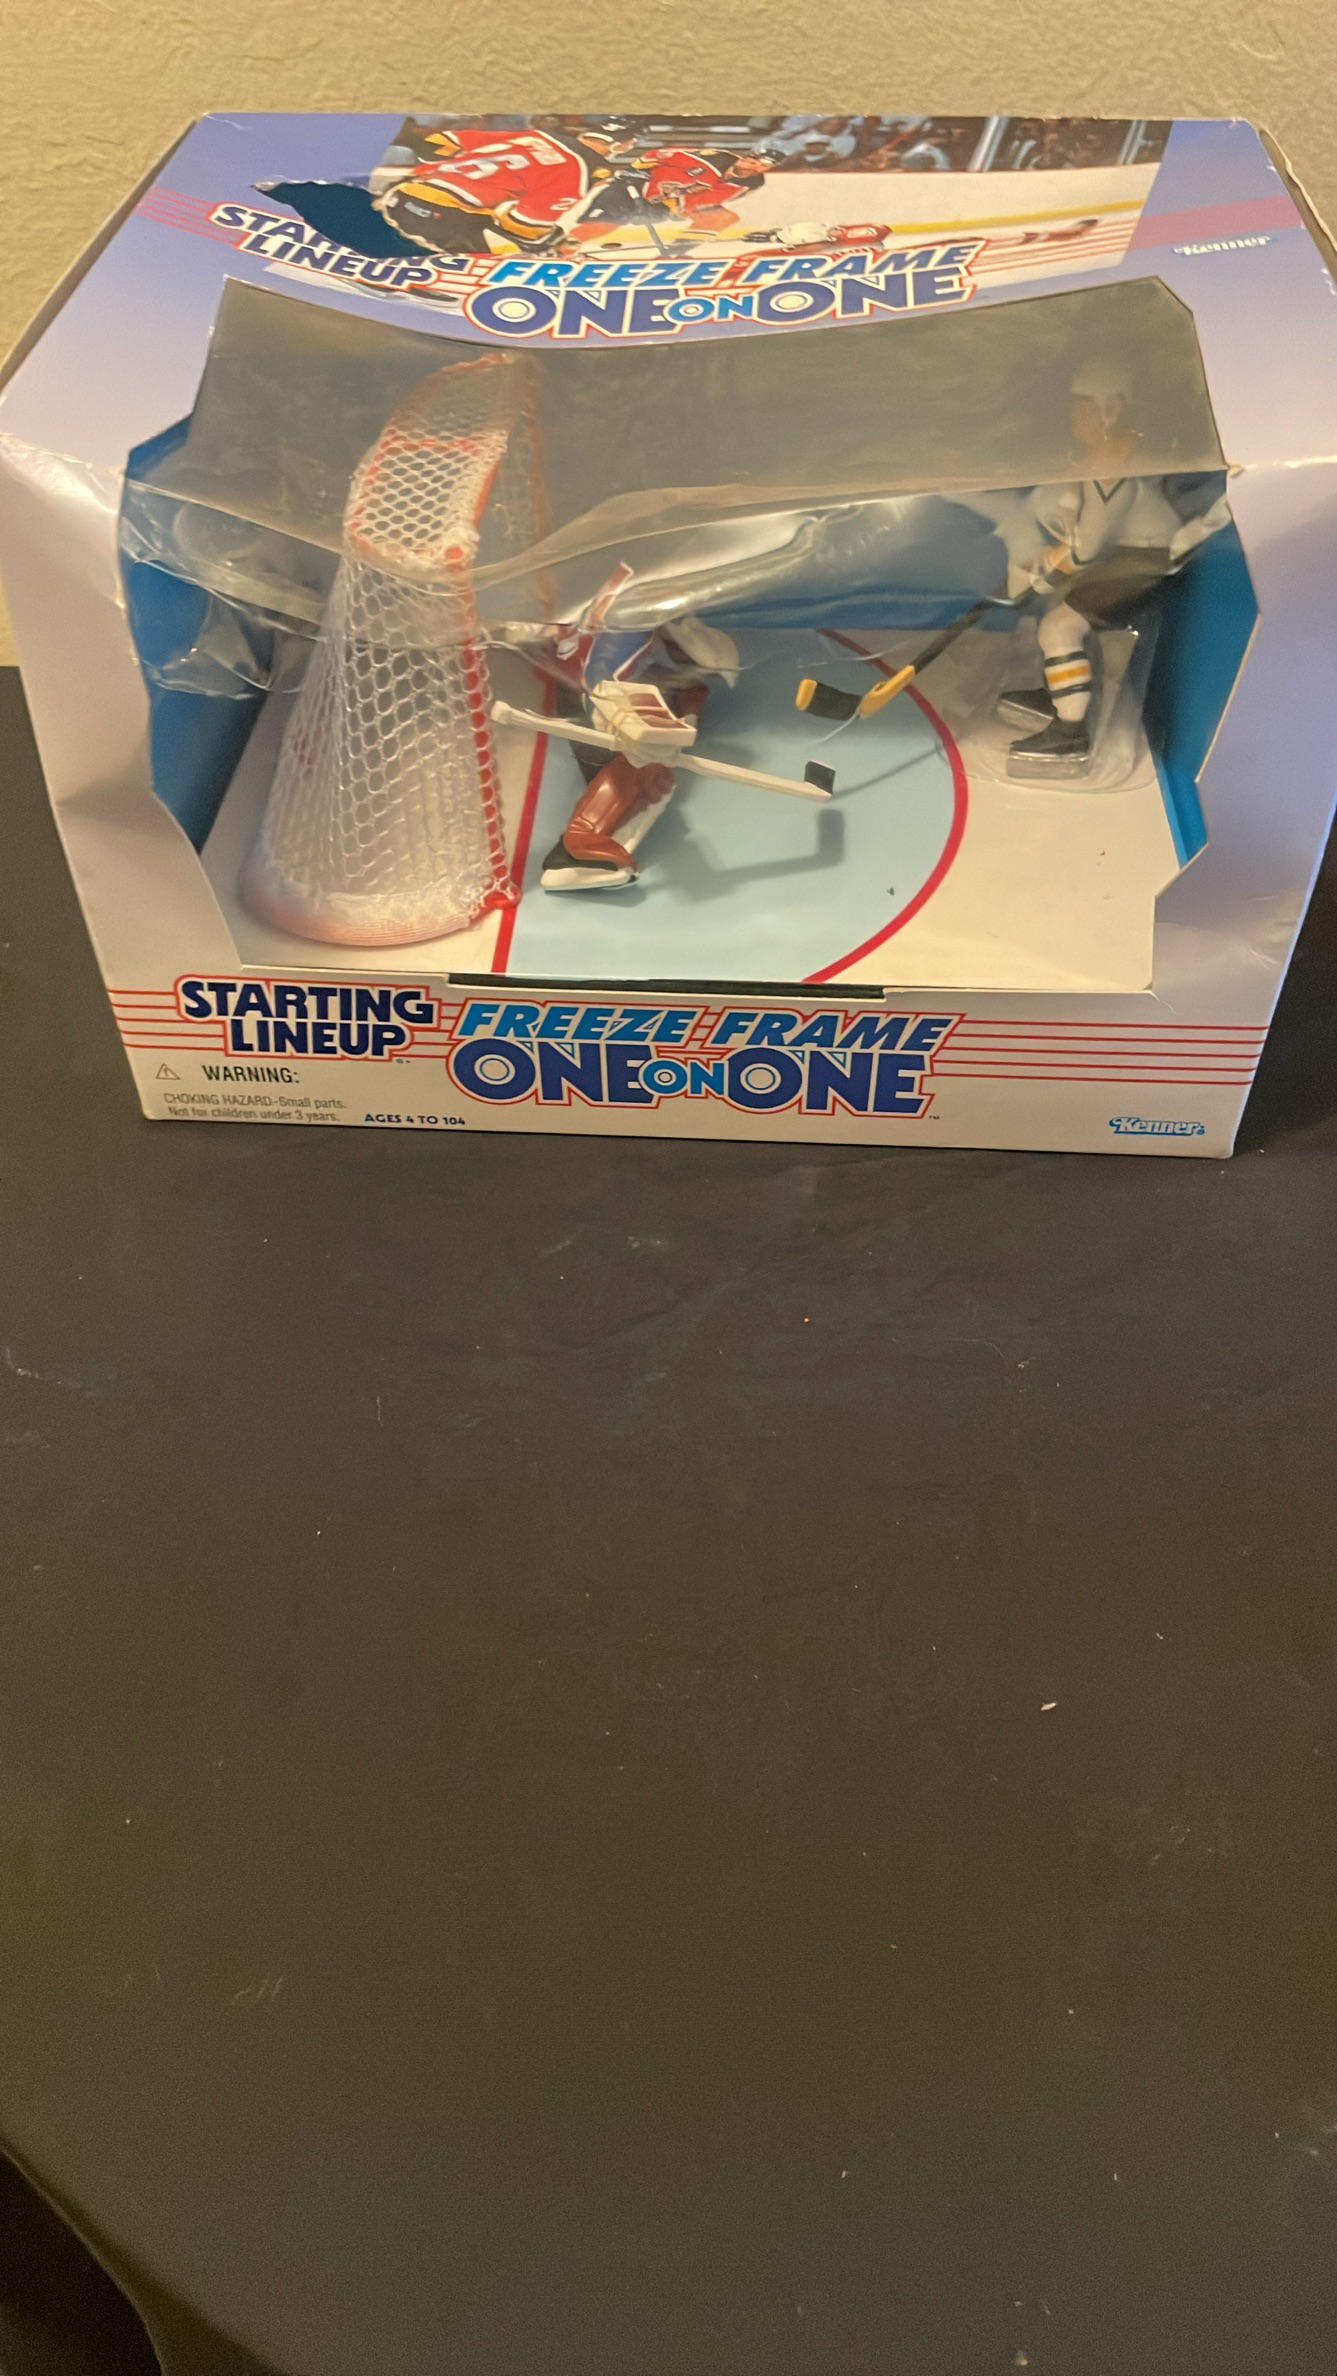 STARTING
LINEUP
FREEZE FRAME
ONE ON ONE
Kenner
STARTING
LINEUP
FREEZE FRAME
ONE ON ONE™
⚠ WARNING:
CHOKING HAZARD-Small parts.
Not for children under 3 years.
AGES 4 TO 104
Kenner®